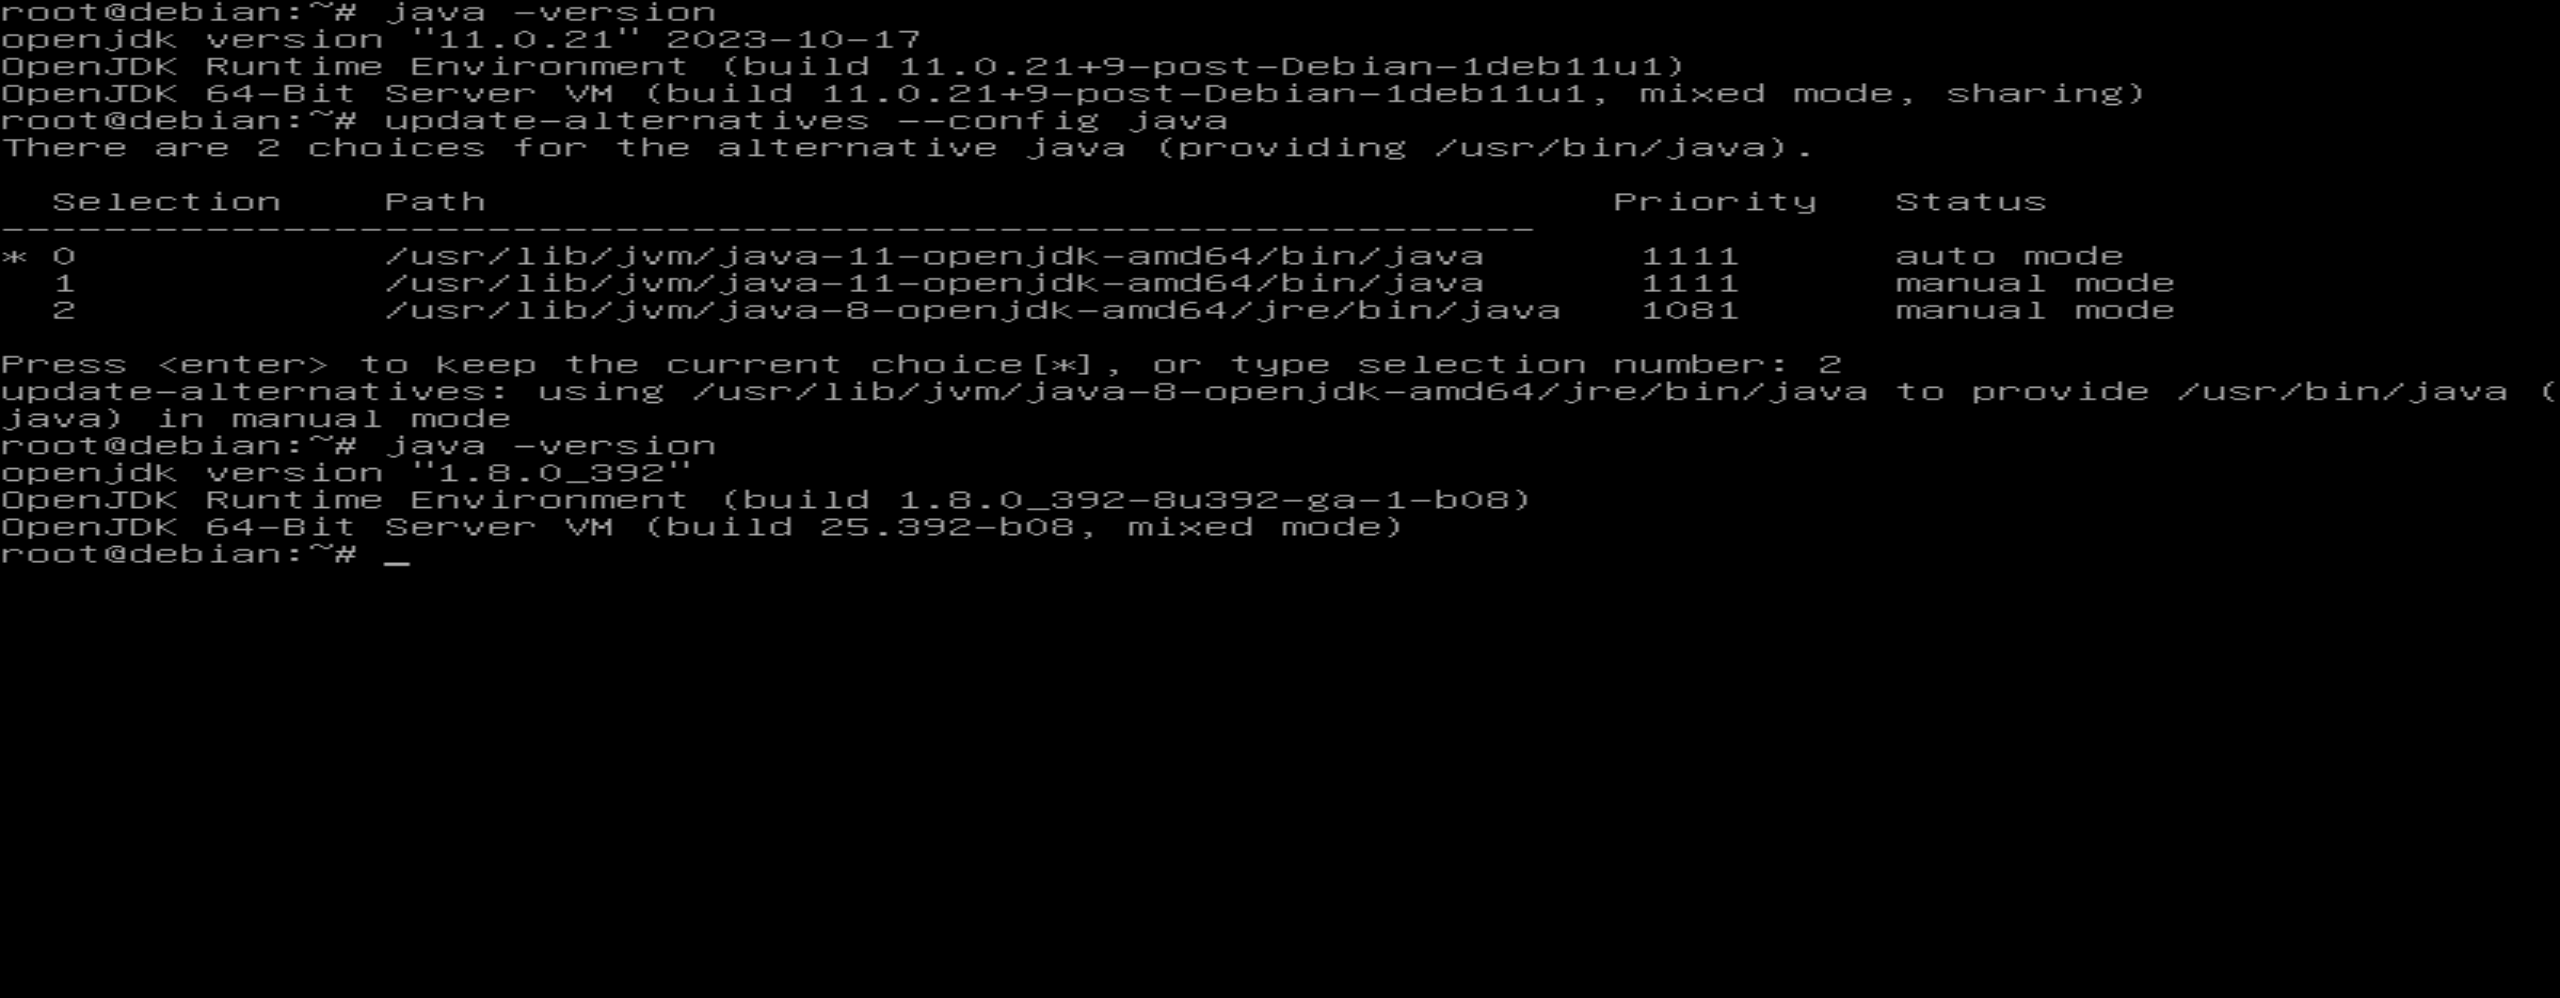 root@debian:~# java -version
openjdk version "11.0.21" 2023-10-17
OpenJDK Runtime Environment (build 11.0.21+9-post-Debian-1deb11u1)
OpenJDK 64-Bit Server VM (build 11.0.21+9-post-Debian-1deb11u1, mixed mode, sharing)
root@debian:~# update-alternatives --config java
There are 2 choices for the alternative java (providing /usr/bin/java).

  Selection    Path                                            Priority   Status
------------------------------------------------------------
* 0            /usr/lib/jvm/java-11-openjdk-amd64/bin/java      1111      auto mode
  1            /usr/lib/jvm/java-11-openjdk-amd64/bin/java      1111      manual mode
  2            /usr/lib/jvm/java-8-openjdk-amd64/jre/bin/java   1081      manual mode

Press <enter> to keep the current choice[*], or type selection number: 2
update-alternatives: using /usr/lib/jvm/java-8-openjdk-amd64/jre/bin/java to provide /usr/bin/java (
java) in manual mode
root@debian:~# java -version
openjdk version "1.8.0_392"
OpenJDK Runtime Environment (build 1.8.0_392-8u392-ga-1-b08)
OpenJDK 64-Bit Server VM (build 25.392-b08, mixed mode)
root@debian:~# _